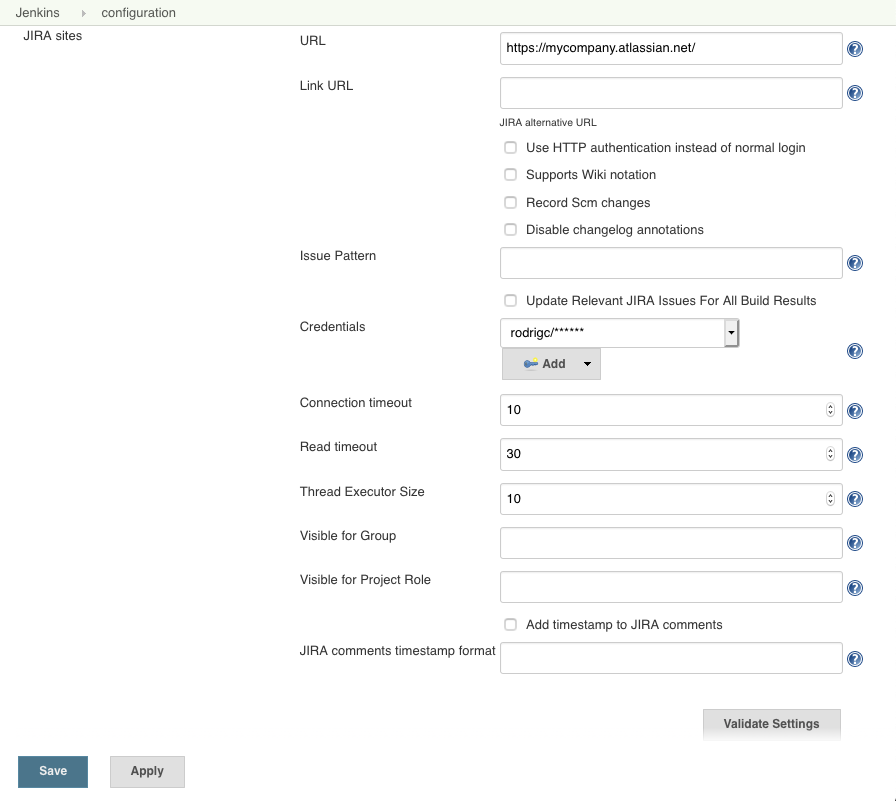 Jenkins configuration
JIRA sites
URL https://mycompany.atlassian.net/
Link URL
JIRA alternative URL
Use HTTP authentication instead of normal login
Supports Wiki notation
Record Scm changes
Disable changelog annotations
Issue Pattern
Update Relevant JIRA Issues For All Build Results
Credentials rodrigc/******
Add
Connection timeout 10
Read timeout 30
Thread Executor Size 10
Visible for Group
Visible for Project Role
Add timestamp to JIRA comments
JIRA comments timestamp format
Validate Settings
Save Apply